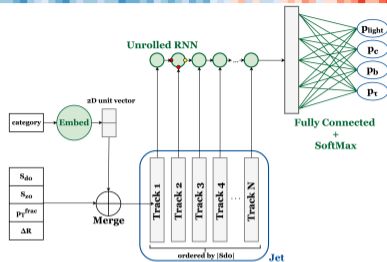 Unrolled RNN
P_light
P_c
P_b
P_τ
Fully Connected
+
SoftMax
2D unit vector
category
Embed
S_d0
S_z0
p_T^frac
ΔR
Merge
Track 1
Track 2
Track 3
Track 4
...
Track N
ordered by |Sd0|
Jet